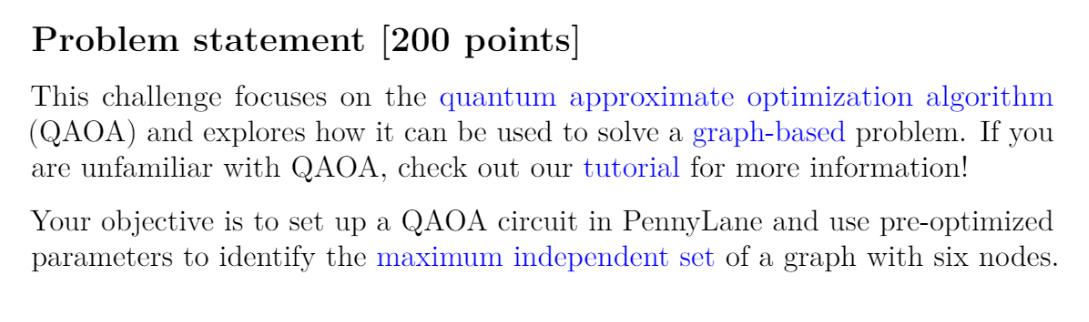 Problem statement [200 points]
This challenge focuses on the quantum approximate optimization algorithm
(QAOA) and explores how it can be used to solve a graph-based problem. If you
are unfamiliar with QAOA, check out our tutorial for more information!
Your objective is to set up a QAOA circuit in PennyLane and use pre-optimized
parameters to identify the maximum independent set of a graph with six nodes.